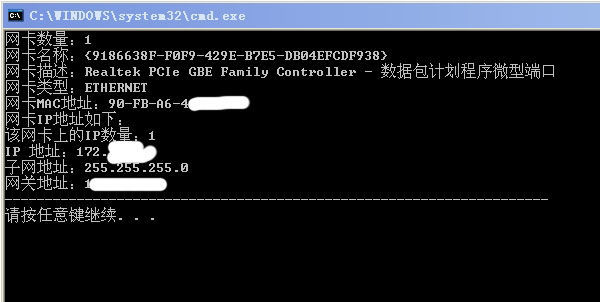 C:\WINDOWS\system32\cmd.exe
网卡数量：1
网卡名称：{9186638F-F0F9-429E-B7E5-DB04EFCDF938}
网卡描述：Realtek PCIe GBE Family Controller - 数据包计划程序微型端口
网卡类型：ETHERNET
网卡MAC地址：90-FB-A6-4
网卡IP地址如下：
该网卡上的IP数量：1
IP 地址：172.
子网地址：255.255.255.0
网关地址：1
--------------------------------------------------------------------
请按任意键继续. . .